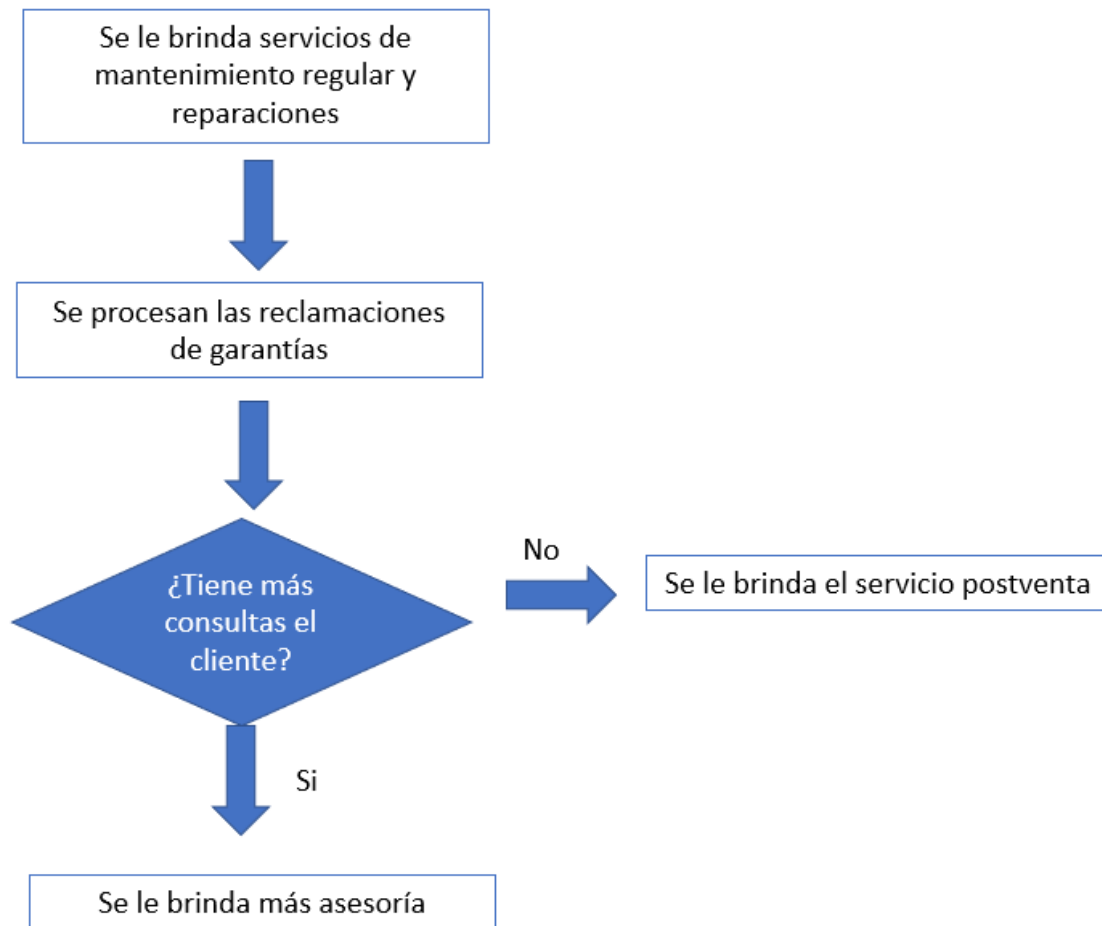 Se le brinda servicios de
mantenimiento regular y
reparaciones
Se procesan las reclamaciones
de garantías
¿Tiene más
consultas el
cliente?
No
Se le brinda el servicio postventa
Si
Se le brinda más asesoría